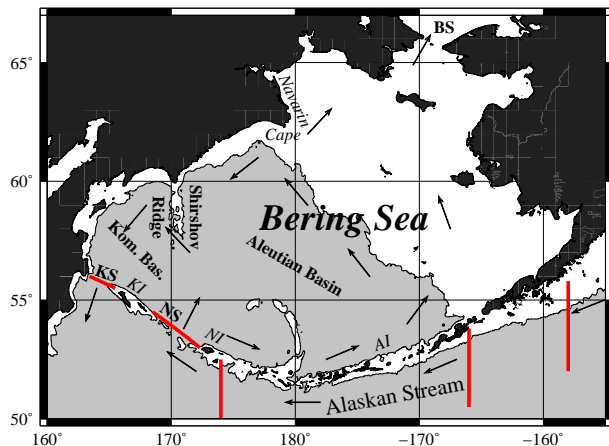 BS
65°
Navarin
Cape
60°
Shirshov
Ridge
Bering Sea
Kom. Bas.
Aleutian Basin
KS
KI
55°
NS
NI
AI
Alaskan Stream
50°
160°
170°
180°
−170°
−160°